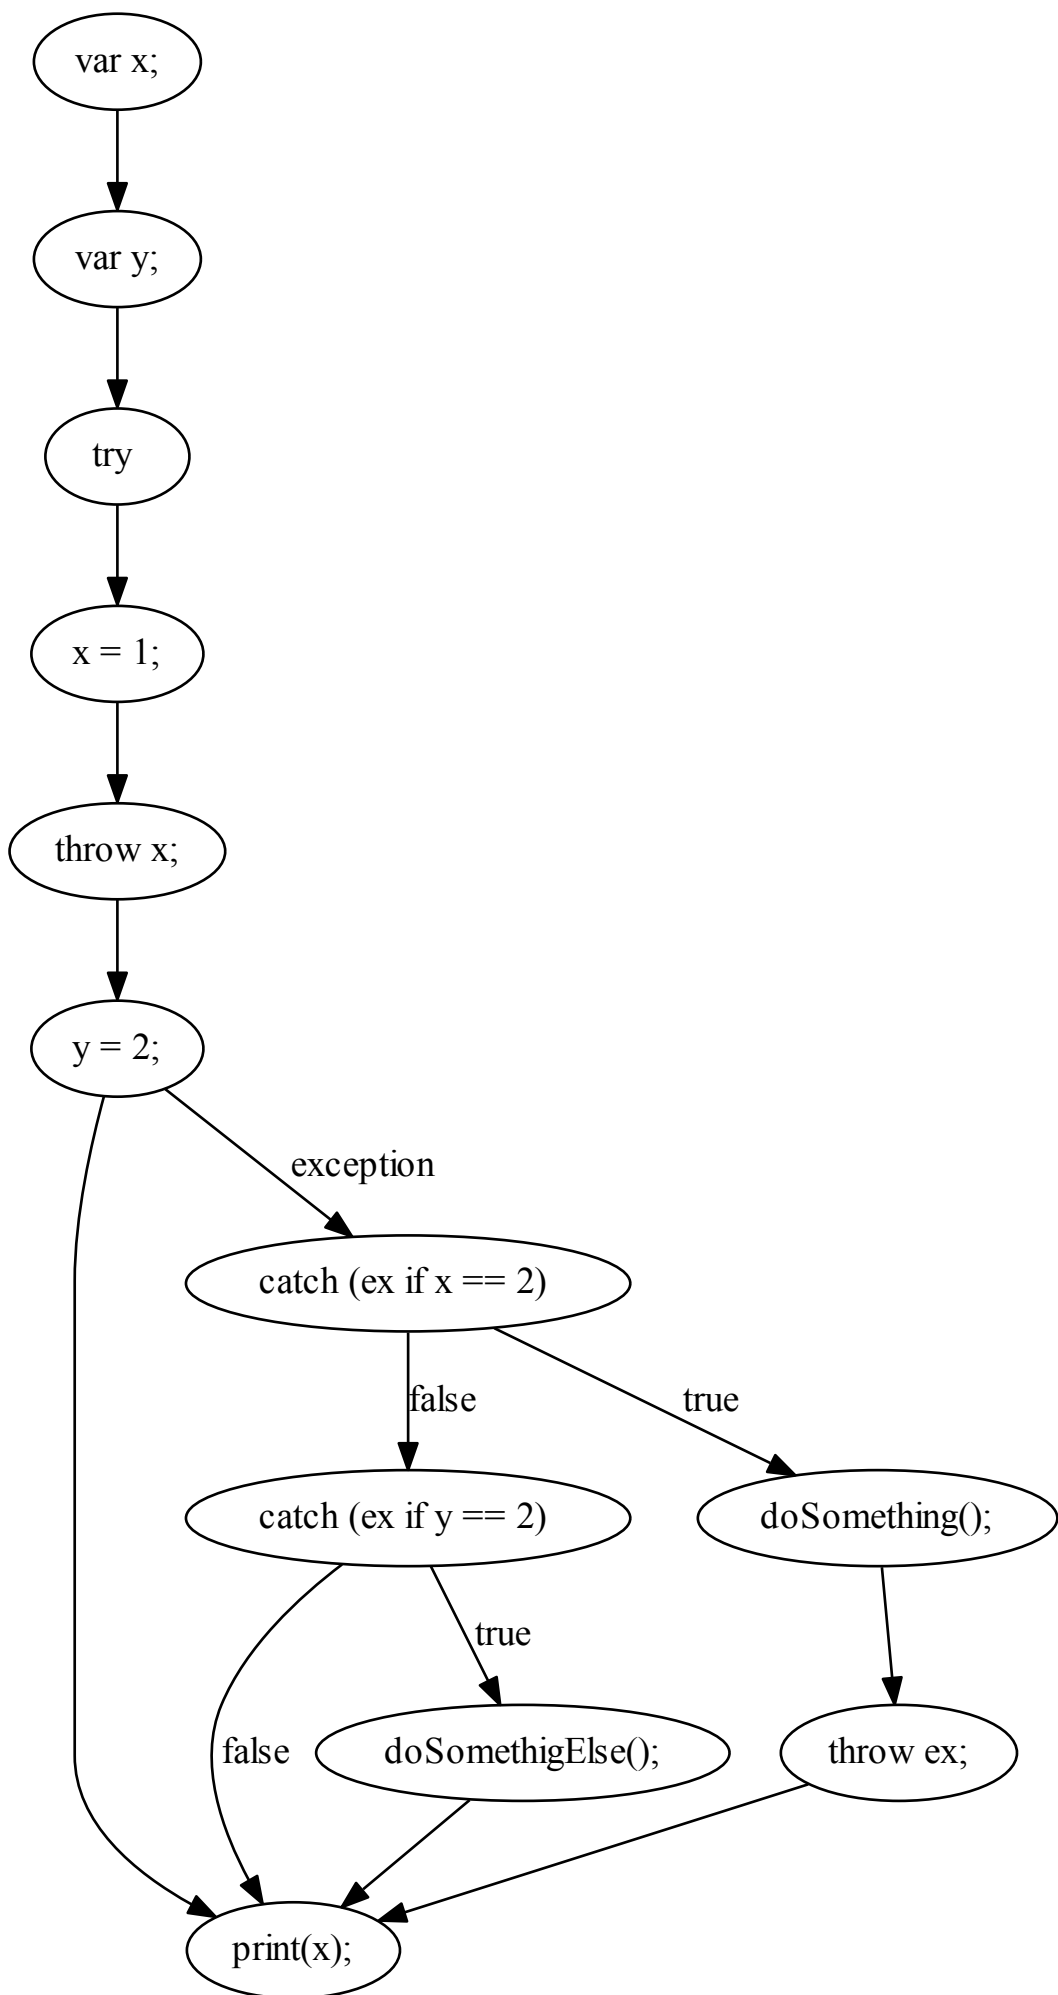 var x;
var y;
try
x = 1;
throw x;
y = 2;
exception
catch (ex if x == 2)
false
true
catch (ex if y == 2)
doSomething();
true
false
doSomethigElse();
throw ex;
print(x);